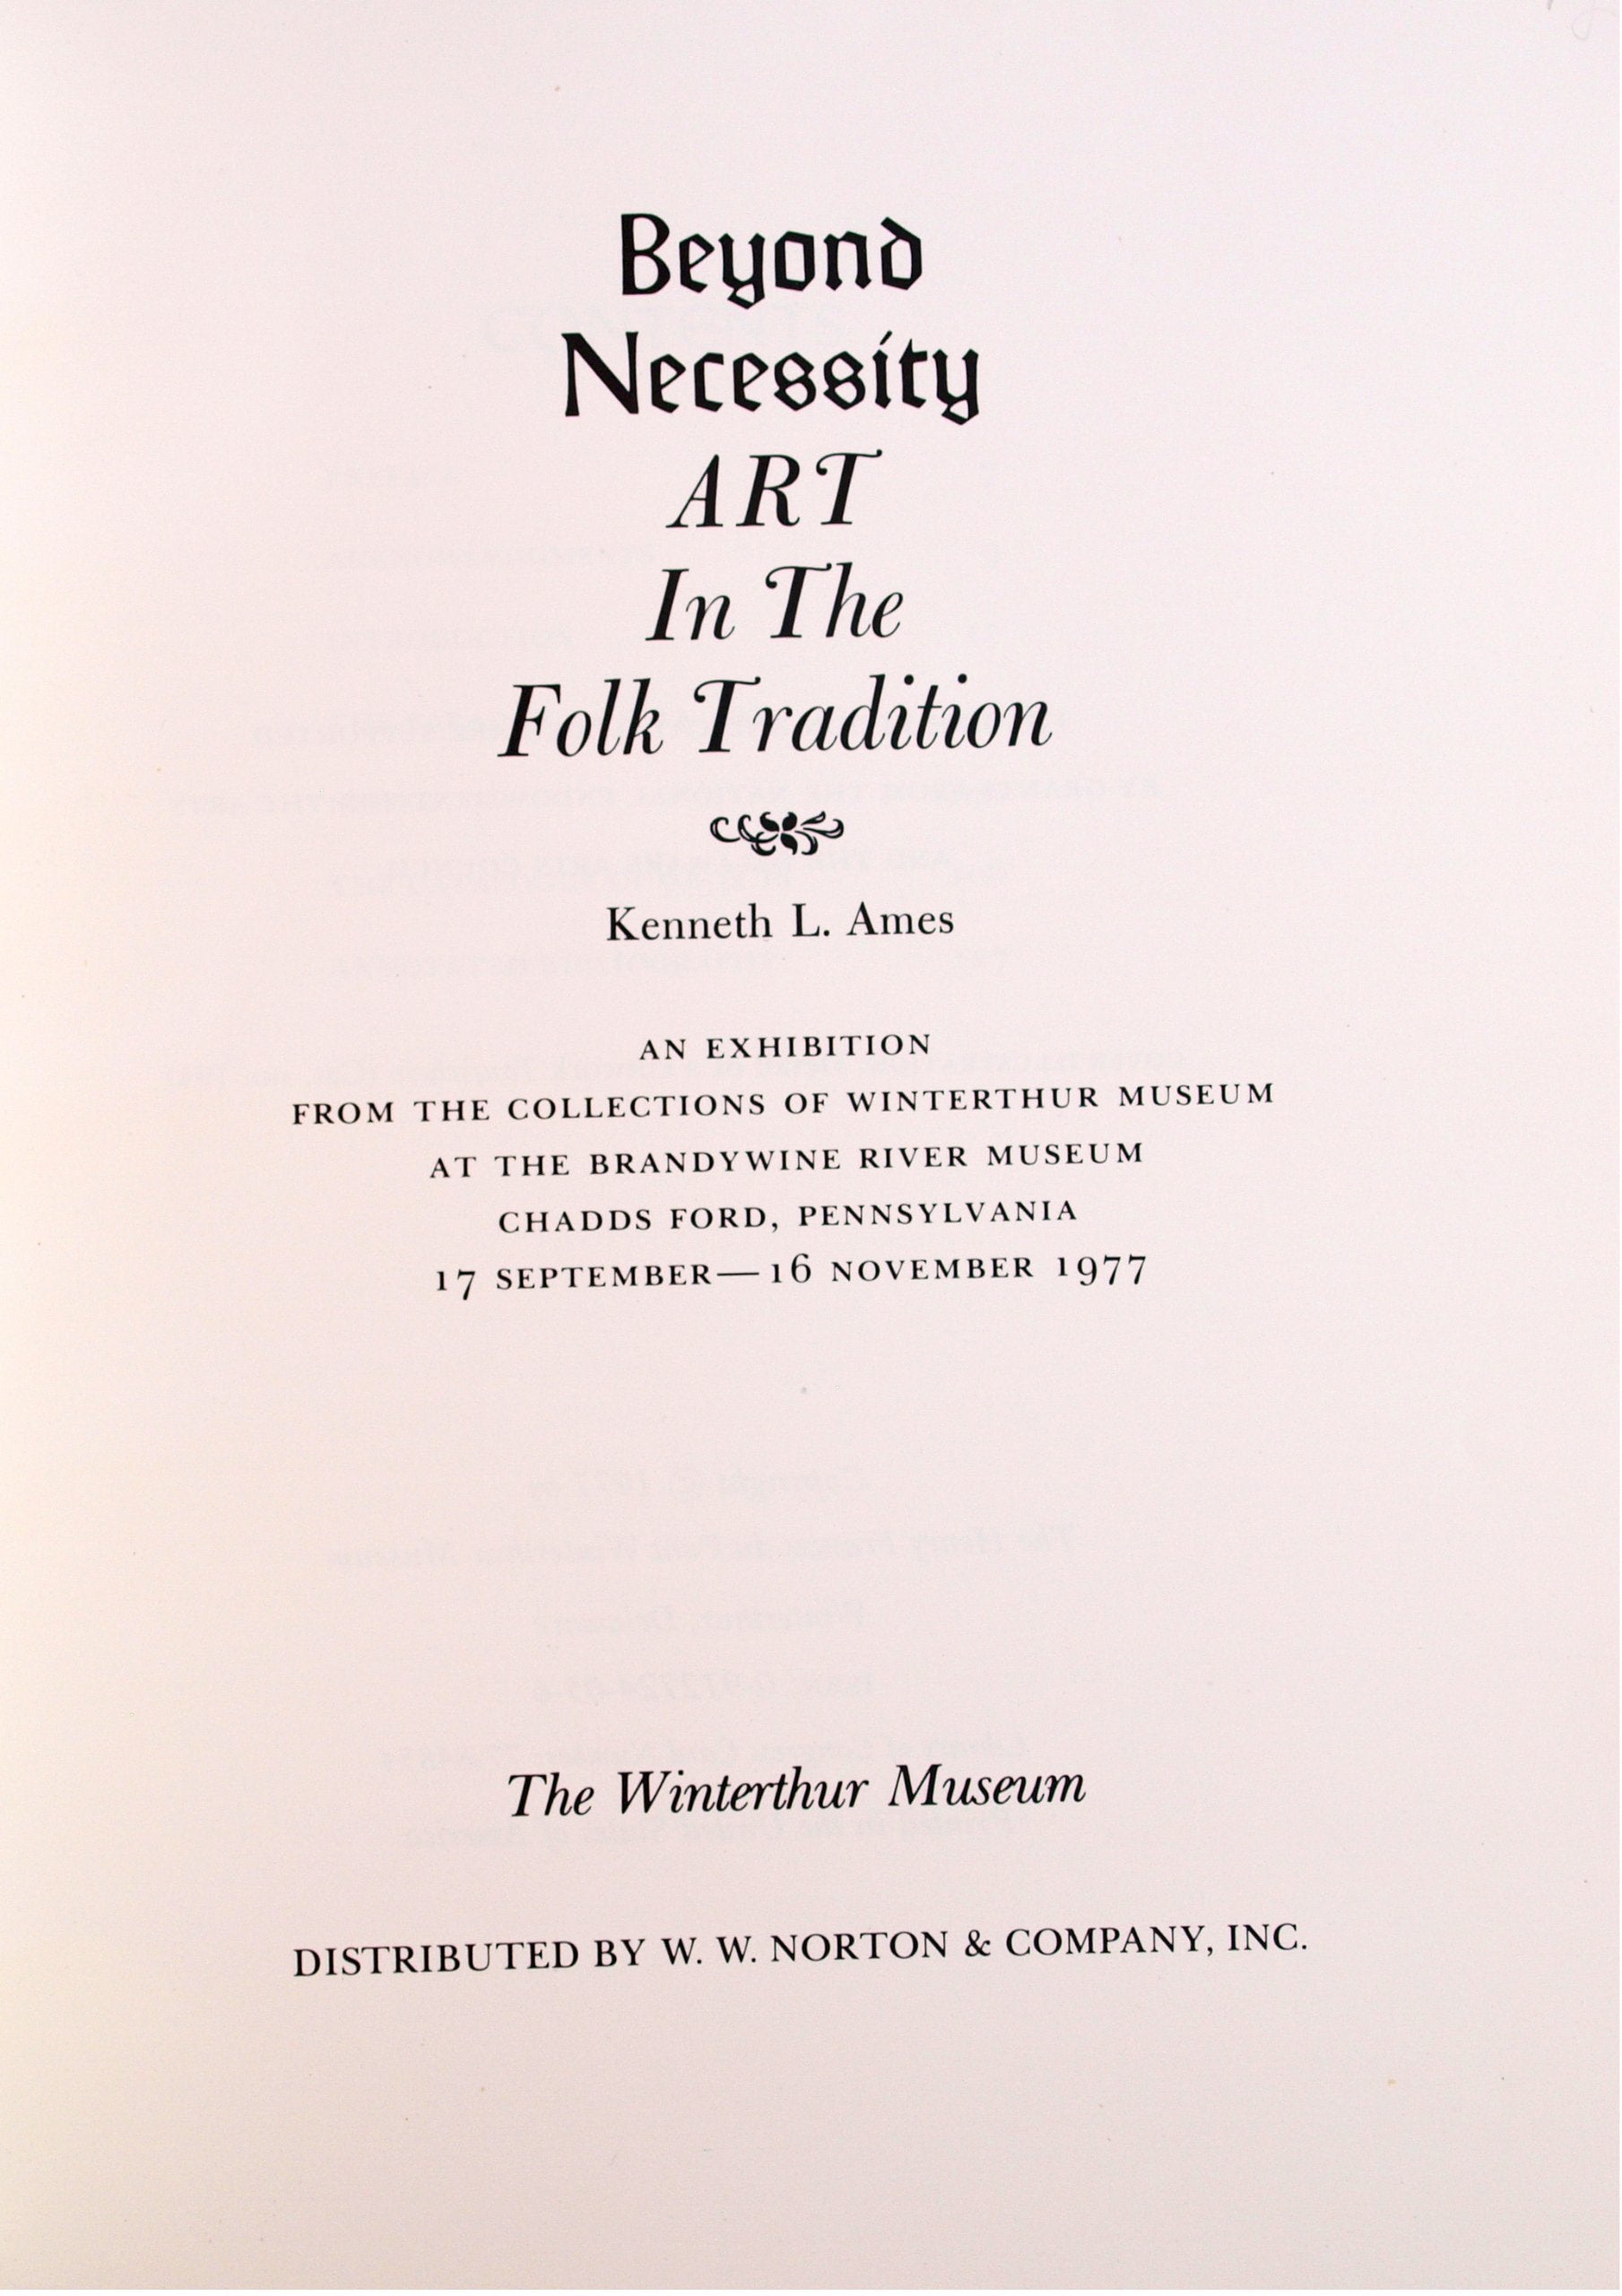 Beyond
Necessity
ART
In The
Folk Tradition
Kenneth L. Ames
AN EXHIBITION
FROM THE COLLECTIONS OF WINTERTHUR MUSEUM
AT THE BRANDYWINE RIVER MUSEUM
CHADDS FORD, PENNSYLVANIA
17 SEPTEMBER—16 NOVEMBER 1977
The Winterthur Museum
DISTRIBUTED BY W. W. NORTON & COMPANY, INC.